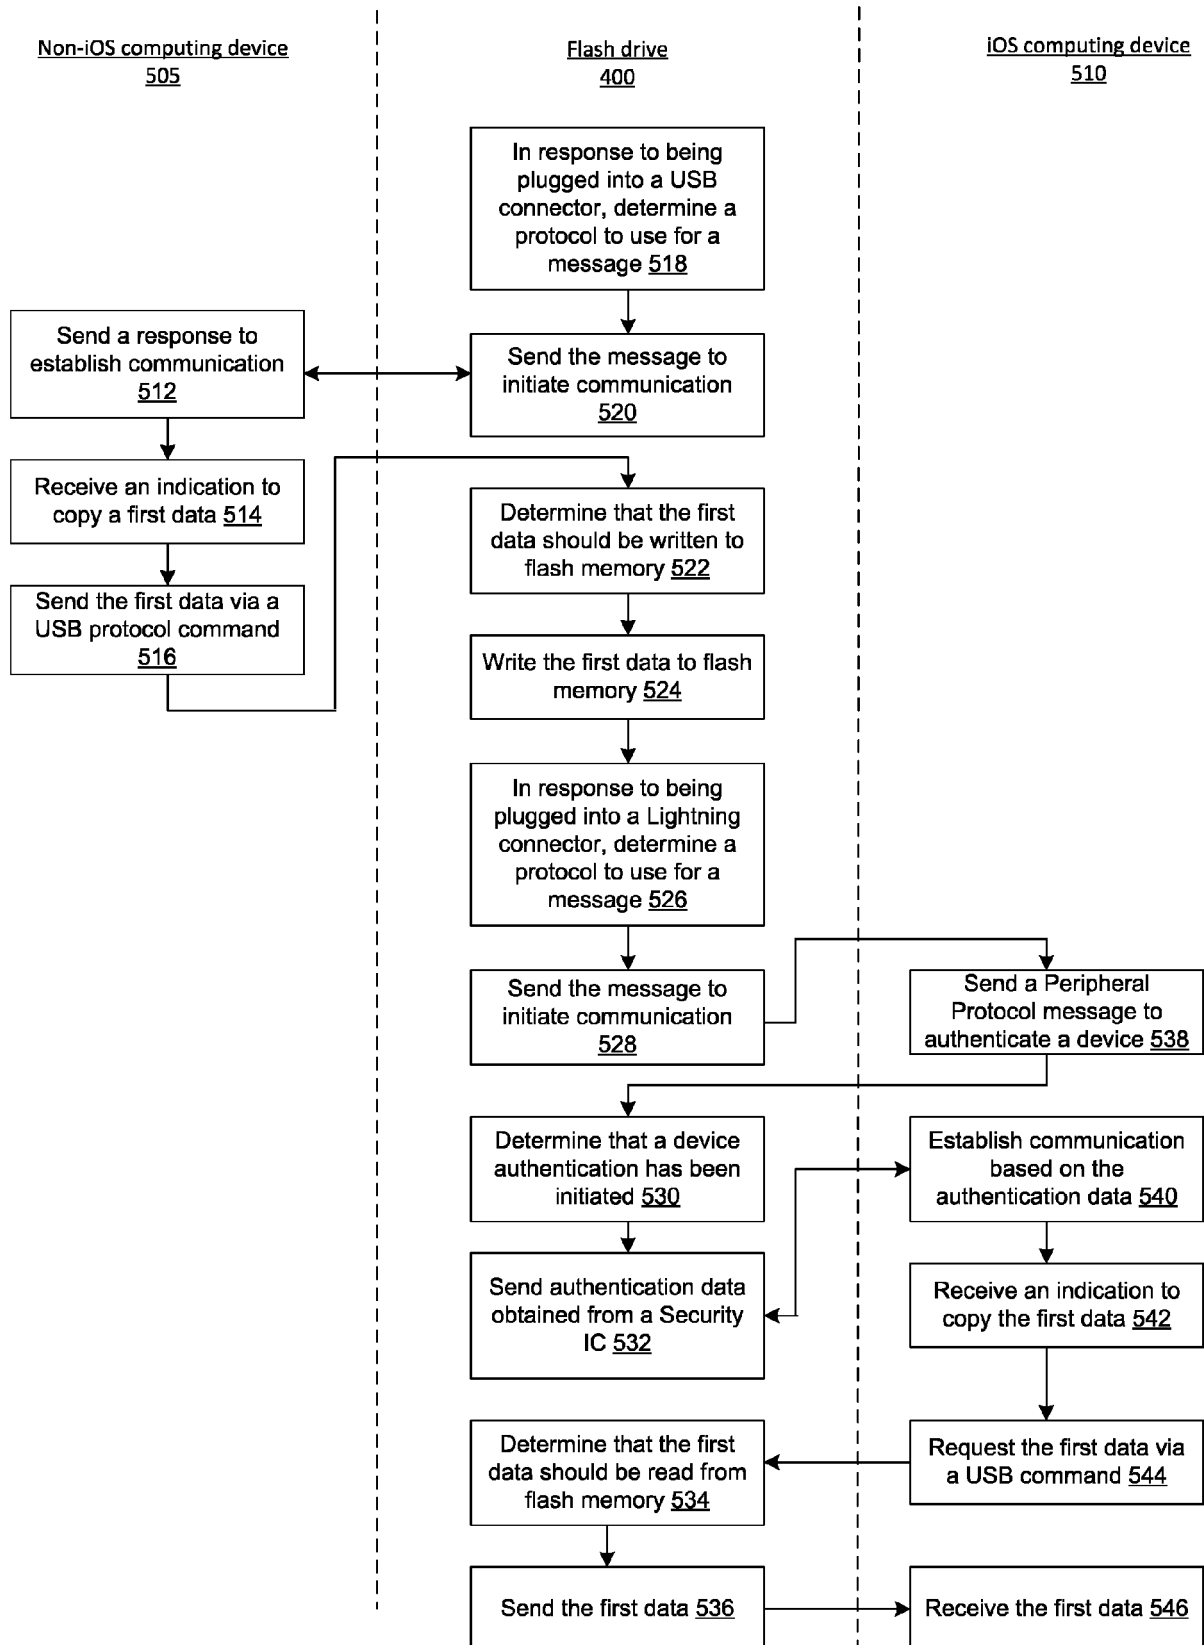 Non-iOS computing device
505
Flash drive
400
iOS computing device
510
In response to being
plugged into a USB
connector, determine a
protocol to use for a
message 518
Send a response to
establish communication
512
Send the message to
initiate communication
520
Receive an indication to
copy a first data 514
Determine that the first
data should be written to
flash memory 522
Send the first data via a
USB protocol command
516
Write the first data to flash
memory 524
In response to being
plugged into a Lightning
connector, determine a
protocol to use for a
message 526
Send the message to
initiate communication
528
Send a Peripheral
Protocol message to
authenticate a device 538
Determine that a device
authentication has been
initiated 530
Establish communication
based on the
authentication data 540
Send authentication data
obtained from a Security
IC 532
Receive an indication to
copy the first data 542
Determine that the first
data should be read from
flash memory 534
Request the first data via
a USB command 544
Send the first data 536
Receive the first data 546